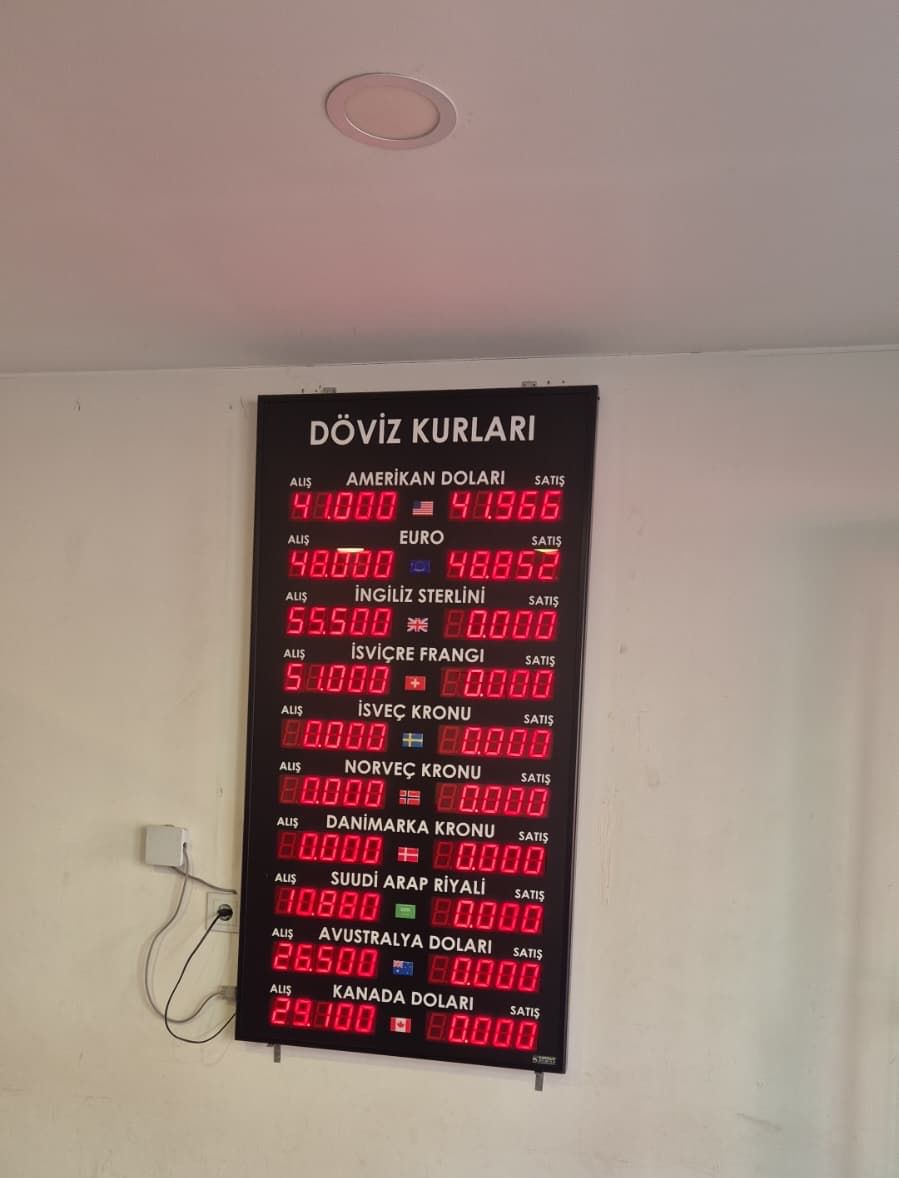 DÖVİZ KURLARI
ALIŞ AMERİKAN DOLARI SATIŞ
41.000 41.966
ALIŞ EURO SATIŞ
48.000 48.852
ALIŞ İNGİLİZ STERLİNİ SATIŞ
55.500 0.000
ALIŞ İSVİÇRE FRANGI SATIŞ
51.000 0.000
ALIŞ İSVEÇ KRONU SATIŞ
0.000 0.000
ALIŞ NORVEÇ KRONU SATIŞ
0.000 0.000
ALIŞ DANİMARKA KRONU SATIŞ
0.000 0.000
ALIŞ SUUDİ ARAP RİYALİ SATIŞ
10.880 0.000
ALIŞ AVUSTRALYA DOLARI SATIŞ
26.500 0.000
ALIŞ KANADA DOLARI SATIŞ
29.100 0.000